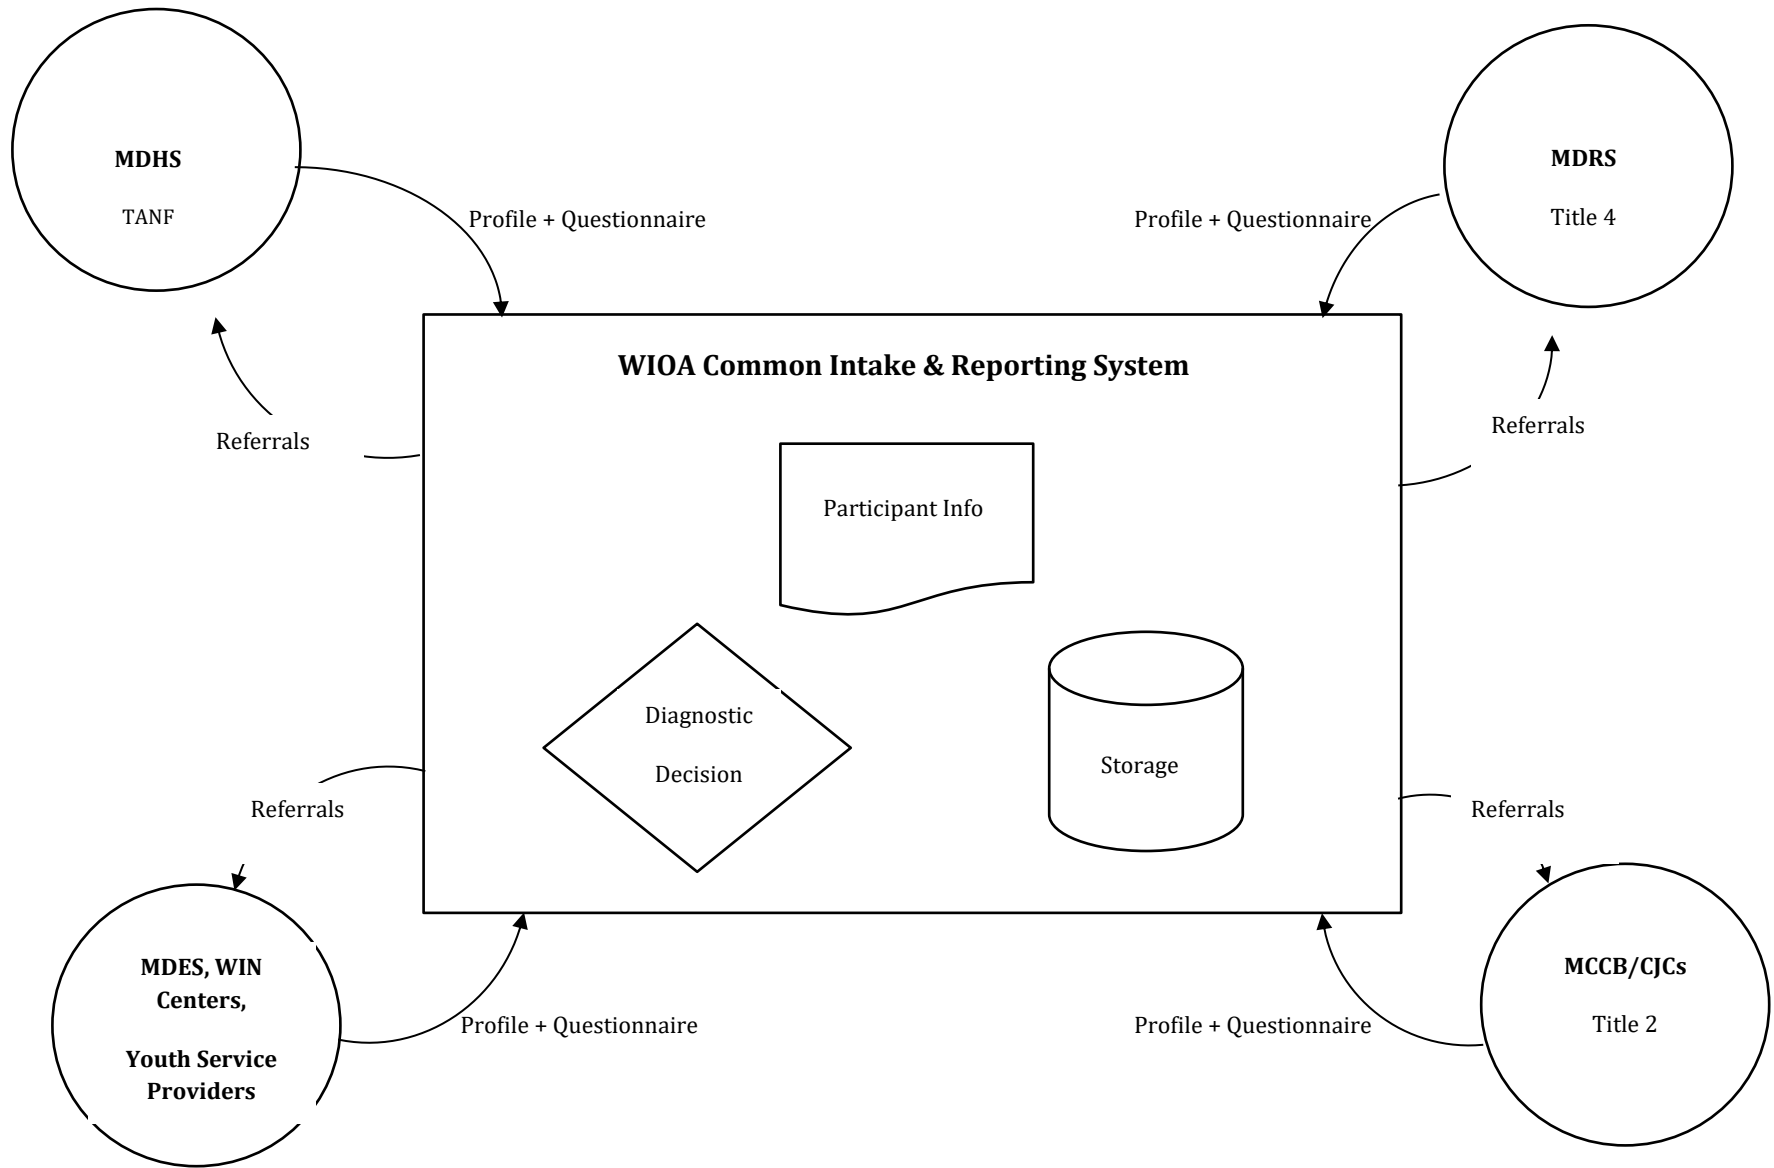 MDHS
TANF
MDRS
Title 4
Profile + Questionnaire
Profile + Questionnaire
WIOA Common Intake & Reporting System
Referrals
Referrals
Participant Info
Diagnostic
Decision
Storage
Referrals
Referrals
MDES, WIN
Centers,
Youth Service
Providers
Profile + Questionnaire
Profile + Questionnaire
MCCB/CJCs
Title 2